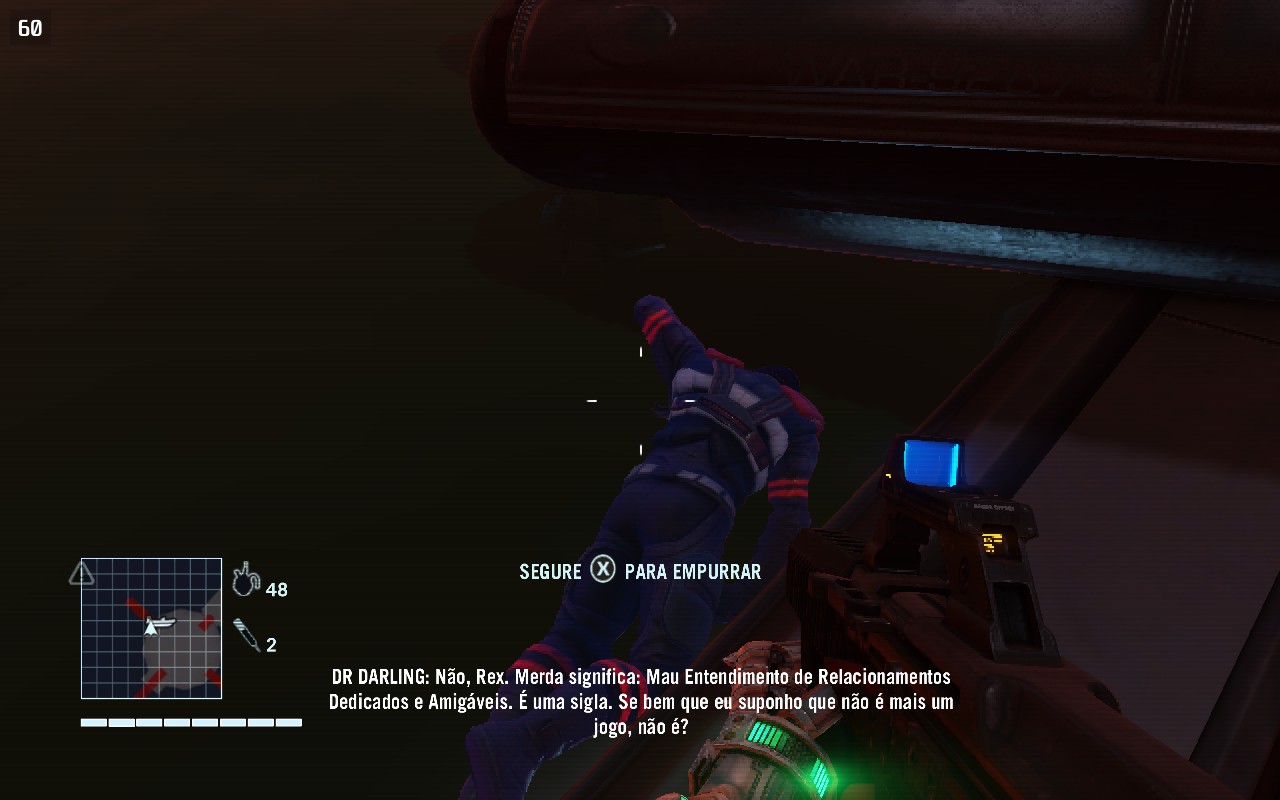 60
SEGURE X PARA EMPURRAR
48
2
DR DARLING: Não, Rex. Merda significa: Mau Entendimento de Relacionamentos
Dedicados e Amigáveis. É uma sigla. Se bem que eu suponho que não é mais um
jogo, não é?